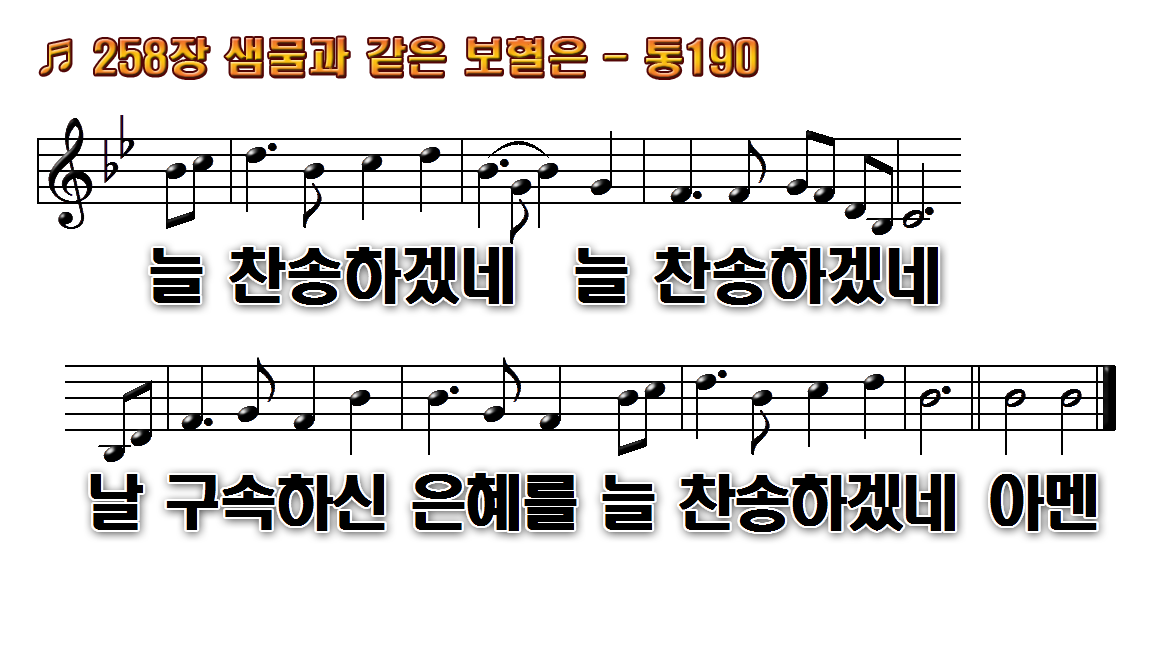 ♬ 258장 샘물과 같은 보혈은 - 통190
늘 찬송하겠네 늘 찬송하겠네
날 구속하신 은혜를 늘 찬송하겠네 아멘